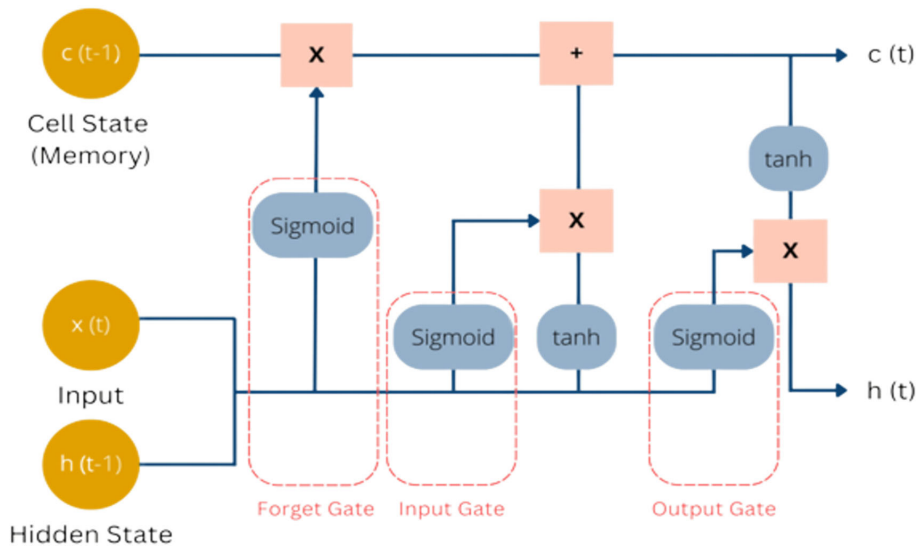 c (t-1)
X
+
c (t)
Cell State
(Memory)
tanh
Sigmoid
X
X
x (t)
Sigmoid
tanh
Sigmoid
Input
h (t)
h (t-1)
Forget Gate
Input Gate
Output Gate
Hidden State